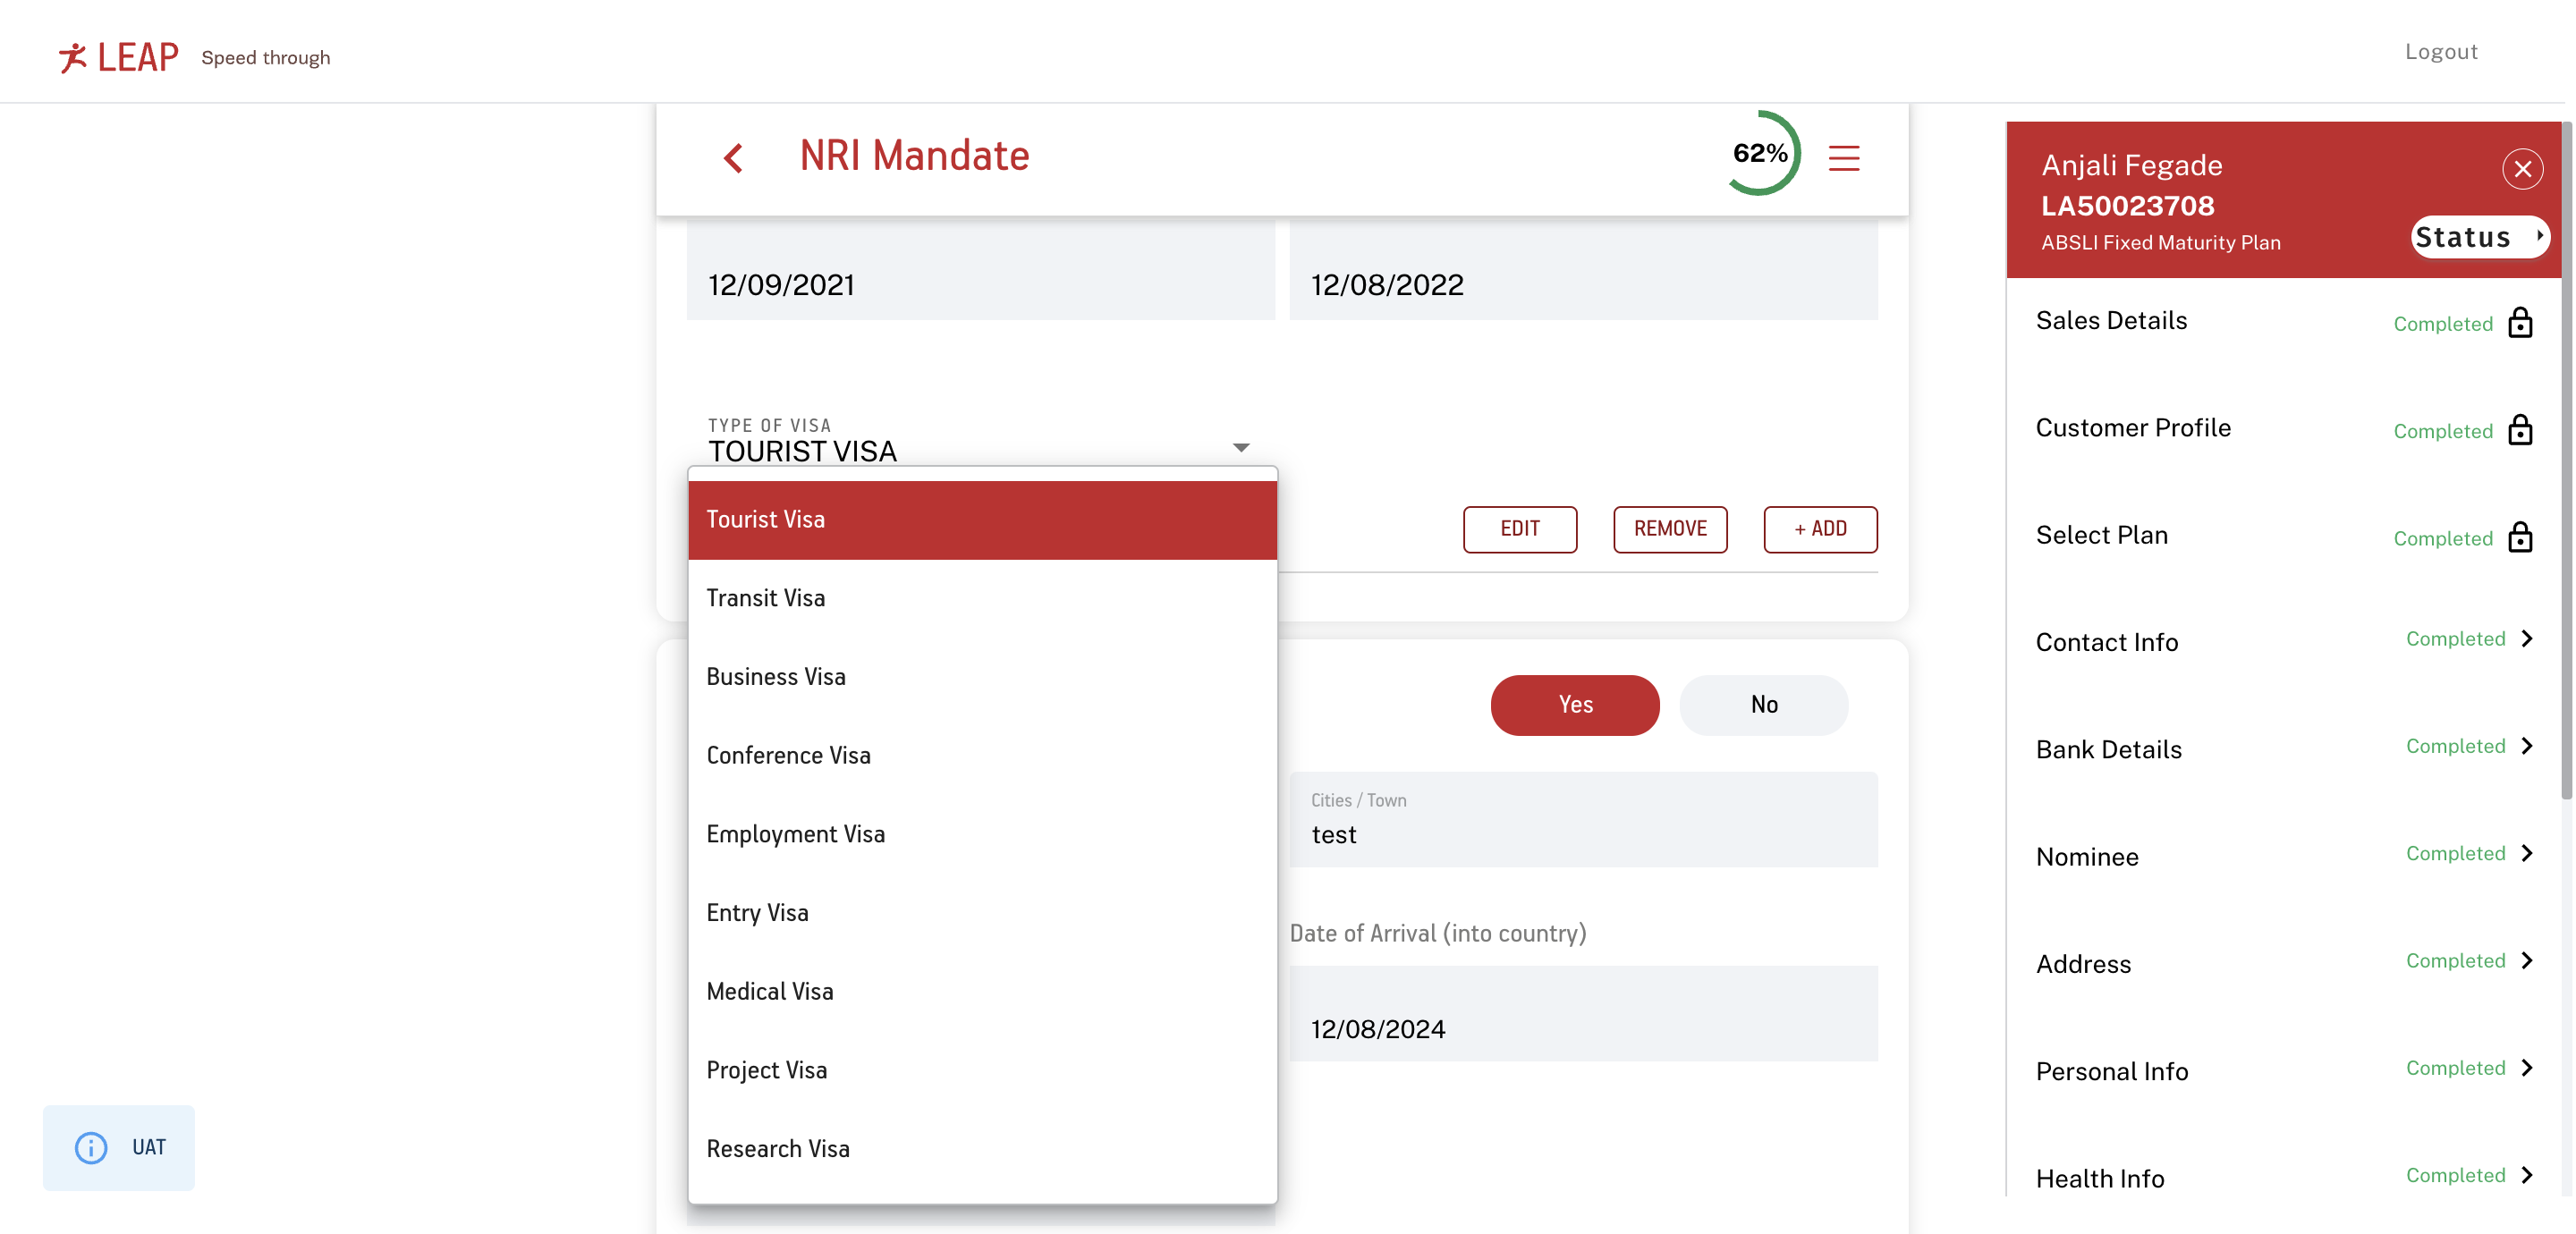 LEAP Speed through
Logout
NRI Mandate
62%
12/09/2021
12/08/2022
TYPE OF VISA
TOURIST VISA
Tourist Visa
Transit Visa
Business Visa
Conference Visa
Employment Visa
Entry Visa
Medical Visa
Project Visa
Research Visa
EDIT
REMOVE
+ ADD
Yes
No
Cities / Town
test
Date of Arrival (into country)
12/08/2024
Anjali Fegade
LA50023708
ABSLI Fixed Maturity Plan
Status
Sales Details Completed
Customer Profile Completed
Select Plan Completed
Contact Info Completed
Bank Details Completed
Nominee Completed
Address Completed
Personal Info Completed
Health Info Completed
UAT